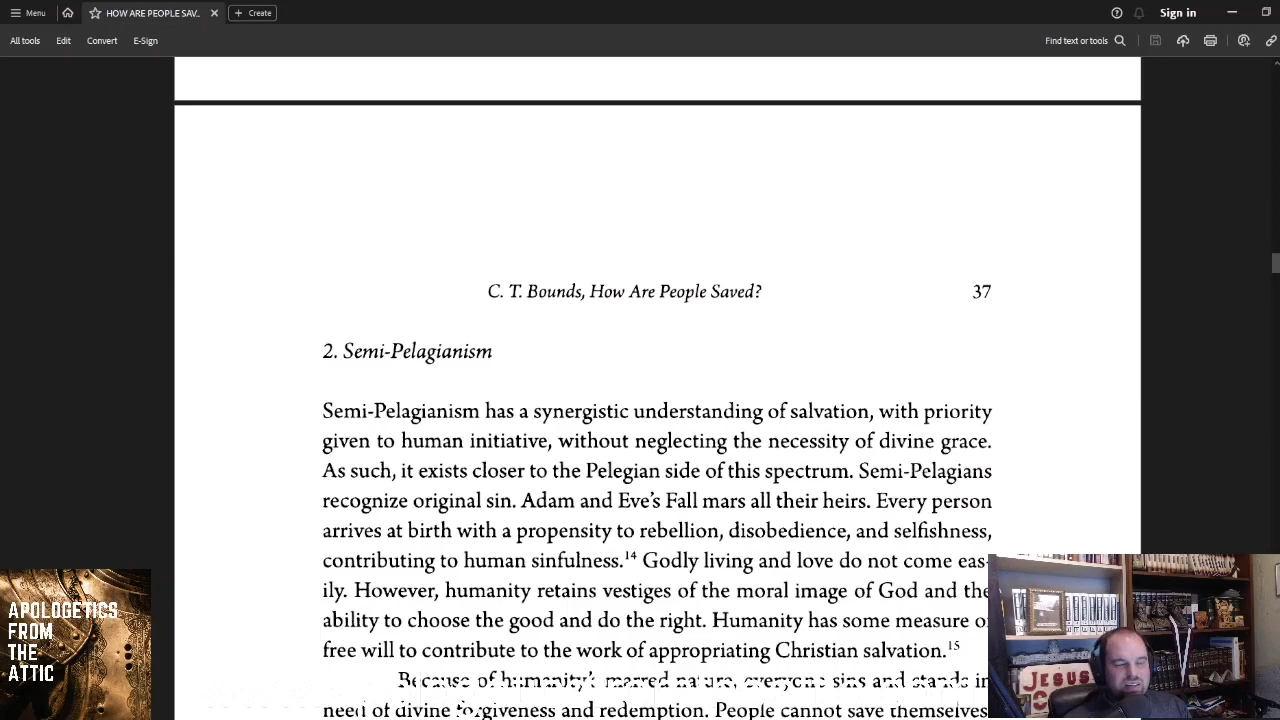 Menu
HOW ARE PEOPLE SAV...
Create
Sign in
All tools Edit Convert E-Sign
Find text or tools
C. T. Bounds, How Are People Saved? 37
2. Semi-Pelagianism
Semi-Pelagianism has a synergistic understanding of salvation, with priority
given to human initiative, without neglecting the necessity of divine grace.
As such, it exists closer to the Pelegian side of this spectrum. Semi-Pelagians
recognize original sin. Adam and Eve's Fall mars all their heirs. Every person
arrives at birth with a propensity to rebellion, disobedience, and selfishness,
contributing to human sinfulness.¹⁴ Godly living and love do not come eas-
ily. However, humanity retains vestiges of the moral image of God and the
ability to choose the good and do the right. Humanity has some measure of
free will to contribute to the work of appropriating Christian salvation.¹⁵
Because of humanity's marred nature, everyone sins and stands in
need of divine forgiveness and redemption. People cannot save themselves
APOLOGETICS
FROM
THE
ATTIC
JESUS